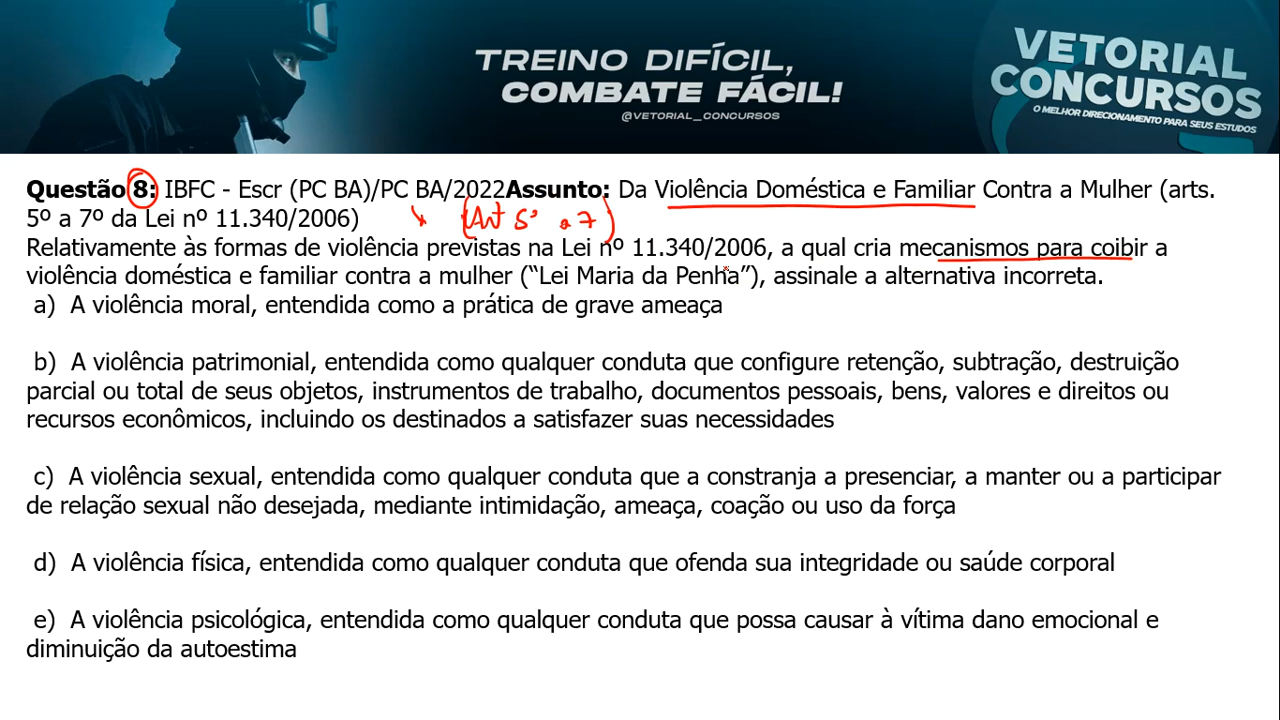 TREINO DIFÍCIL,
COMBATE FÁCIL!
@VETORIAL_CONCURSOS
VETORIAL
CONCURSOS
O MELHOR DIRECIONAMENTO PARA SEUS ESTUDOS
Questão 8: IBFC - Escr (PC BA)/PC BA/2022Assunto: Da Violência Doméstica e Familiar Contra a Mulher (arts.
5º a 7º da Lei nº 11.340/2006)
(Art 5º a 7)
Relativamente às formas de violência previstas na Lei nº 11.340/2006, a qual cria mecanismos para coibir a
violência doméstica e familiar contra a mulher (“Lei Maria da Penha”), assinale a alternativa incorreta.
a) A violência moral, entendida como a prática de grave ameaça
b) A violência patrimonial, entendida como qualquer conduta que configure retenção, subtração, destruição
parcial ou total de seus objetos, instrumentos de trabalho, documentos pessoais, bens, valores e direitos ou
recursos econômicos, incluindo os destinados a satisfazer suas necessidades
c) A violência sexual, entendida como qualquer conduta que a constranja a presenciar, a manter ou a participar
de relação sexual não desejada, mediante intimidação, ameaça, coação ou uso da força
d) A violência física, entendida como qualquer conduta que ofenda sua integridade ou saúde corporal
e) A violência psicológica, entendida como qualquer conduta que possa causar à vítima dano emocional e
diminuição da autoestima